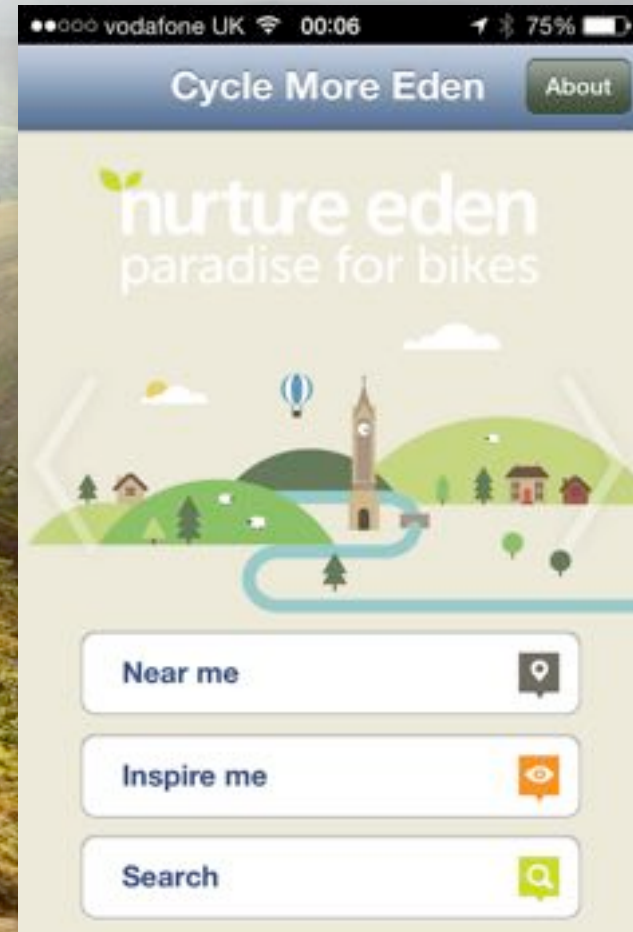 vodafone UK 00:06 75%
Cycle More Eden About
nurture eden
paradise for bikes
Near me
Inspire me
Search